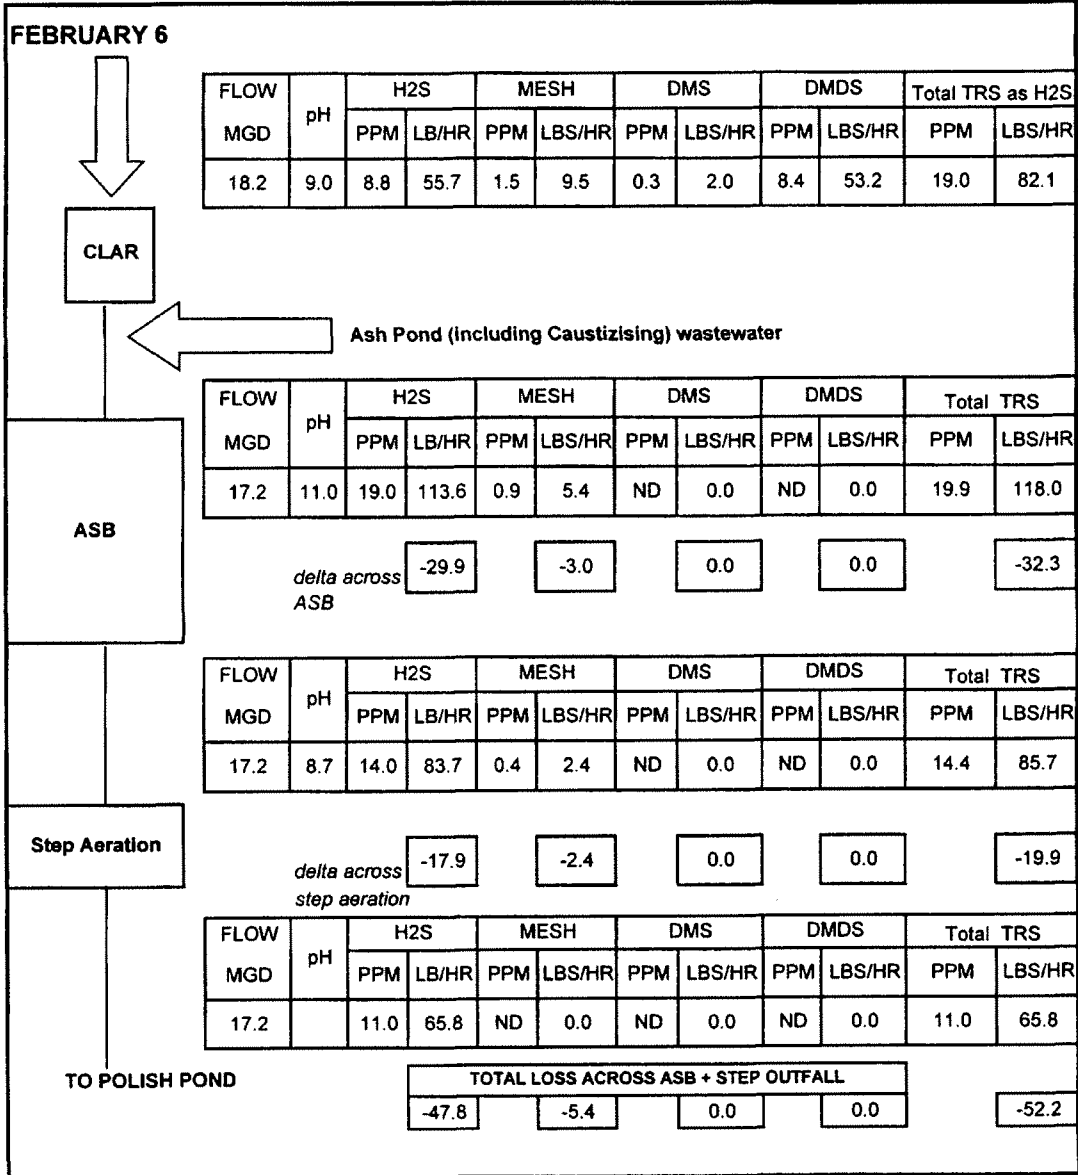 FEBRUARY 6
FLOW MGD pH H2S MESH DMS DMDS Total TRS as H2S
PPM LB/HR PPM LBS/HR PPM LBS/HR PPM LBS/HR PPM LBS/HR
18.2 9.0 8.8 55.7 1.5 9.5 0.3 2.0 8.4 53.2 19.0 82.1
CLAR
Ash Pond (including Caustizising) wastewater
FLOW MGD pH H2S MESH DMS DMDS Total TRS
PPM LB/HR PPM LBS/HR PPM LBS/HR PPM LBS/HR PPM LBS/HR
17.2 11.0 19.0 113.6 0.9 5.4 ND 0.0 ND 0.0 19.9 118.0
ASB
delta across -29.9 -3.0 0.0 0.0 -32.3
ASB
FLOW MGD pH H2S MESH DMS DMDS Total TRS
PPM LB/HR PPM LBS/HR PPM LBS/HR PPM LBS/HR PPM LBS/HR
17.2 8.7 14.0 83.7 0.4 2.4 ND 0.0 ND 0.0 14.4 85.7
Step Aeration
delta across -17.9 -2.4 0.0 0.0 -19.9
step aeration
FLOW MGD pH H2S MESH DMS DMDS Total TRS
PPM LB/HR PPM LBS/HR PPM LBS/HR PPM LBS/HR PPM LBS/HR
17.2 11.0 65.8 ND 0.0 ND 0.0 ND 0.0 11.0 65.8
TO POLISH POND
TOTAL LOSS ACROSS ASB + STEP OUTFALL
-47.8 -5.4 0.0 0.0 -52.2